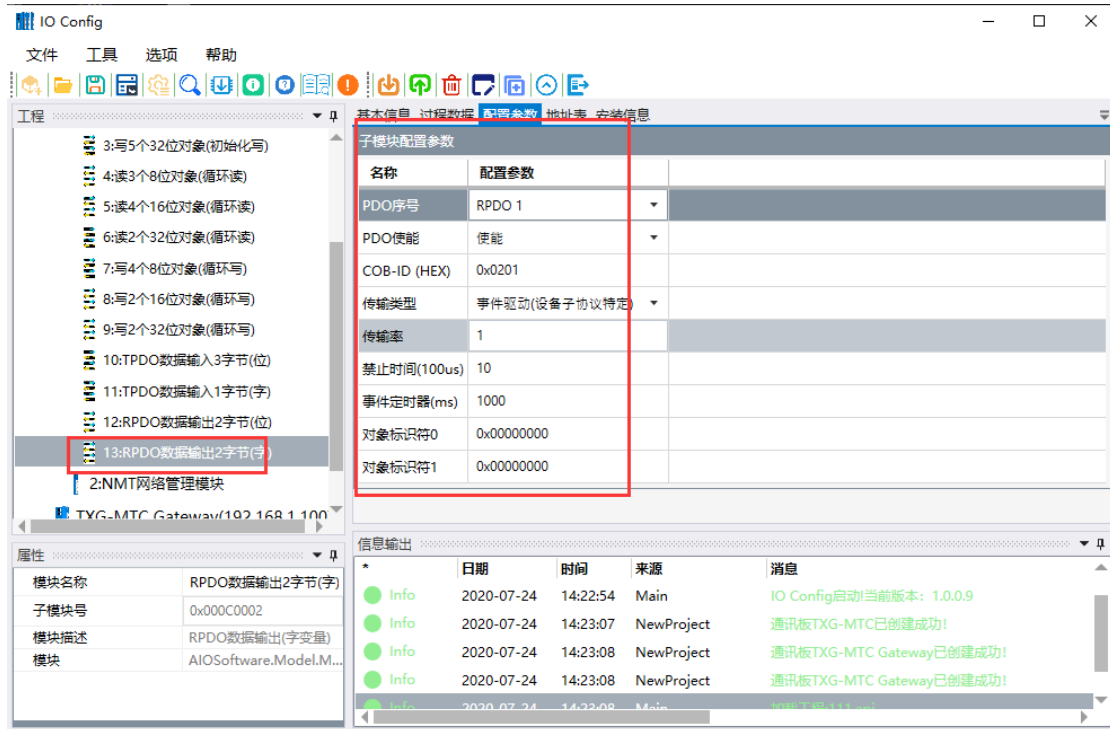 IO Config
文件 工具 选项 帮助
工程
3:写5个32位对象(初始化写)
4:读3个8位对象(循环读)
5:读4个16位对象(循环读)
6:读2个32位对象(循环读)
7:写4个8位对象(循环写)
8:写2个16位对象(循环写)
9:写2个32位对象(循环写)
10:TPDO数据输入3字节(位)
11:TPDO数据输入1字节(字)
12:RPDO数据输出2字节(位)
13:RPDO数据输出2字节(字)
2:NMT网络管理模块
TXG-MTC Gateway(192.168.1.100
基本信息 过程数据 配置参数 地址表 安装信息
子模块配置参数
名称 配置参数
PDO序号 RPDO 1
PDO使能 使能
COB-ID (HEX) 0x0201
传输类型 事件驱动(设备子协议特定)
传输率 1
禁止时间(100us) 10
事件定时器(ms) 1000
对象标识符0 0x00000000
对象标识符1 0x00000000
属性
模块名称 RPDO数据输出2字节(字)
子模块号 0x000C0002
模块描述 RPDO数据输出(字变量)
模块 AIOSoftware.Model.M...
信息输出
* 日期 时间 来源 消息
Info 2020-07-24 14:22:54 Main IO Config启动!当前版本：1.0.0.9
Info 2020-07-24 14:23:07 NewProject 通讯板TXG-MTC已创建成功!
Info 2020-07-24 14:23:08 NewProject 通讯板TXG-MTC Gateway已创建成功!
Info 2020-07-24 14:23:08 NewProject 通讯板TXG-MTC Gateway已创建成功!
Info 2020-07-24 14:23:08 Main